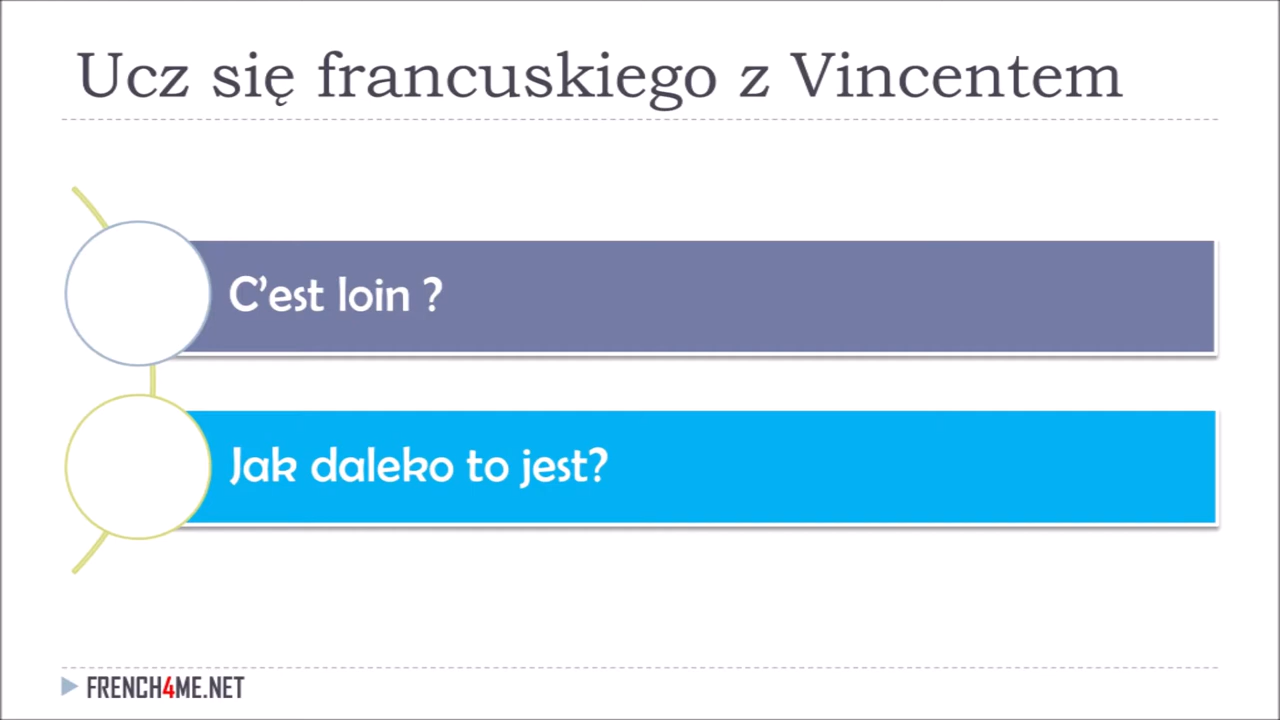 Ucz się francuskiego z Vincentem
C’est loin ?
Jak daleko to jest?
FRENCH4ME.NET